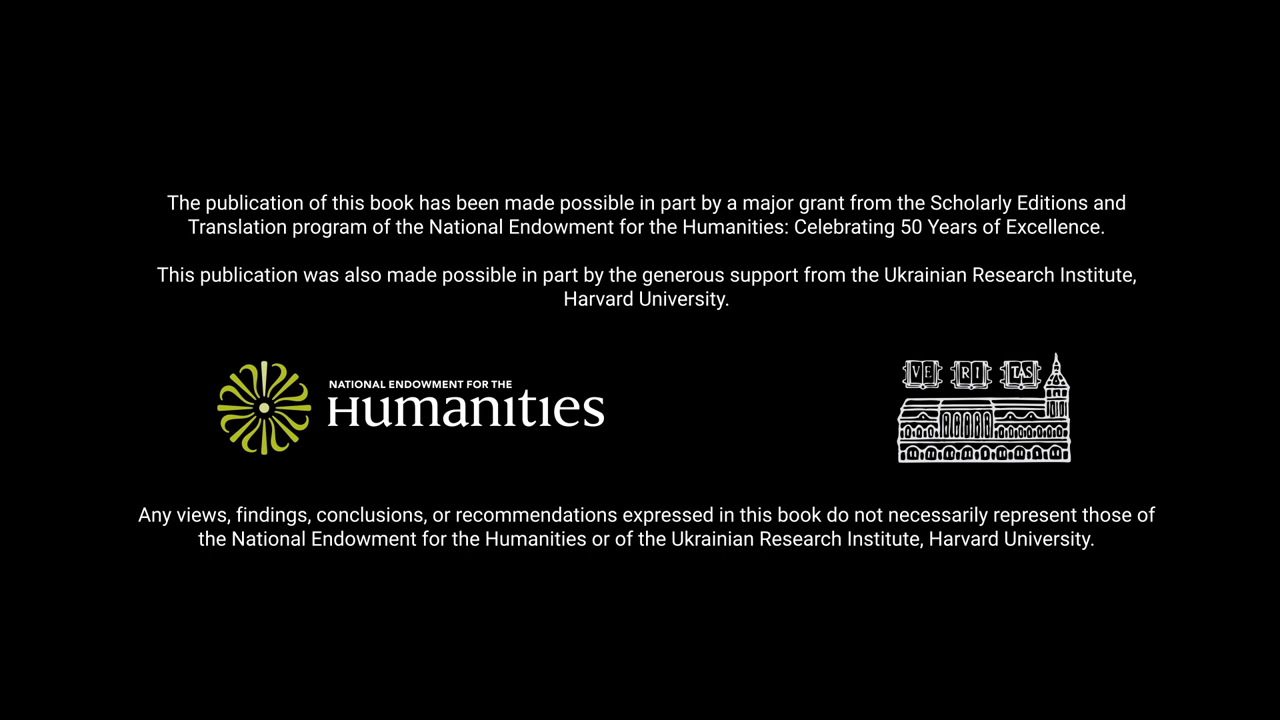 The publication of this book has been made possible in part by a major grant from the Scholarly Editions and
Translation program of the National Endowment for the Humanities: Celebrating 50 Years of Excellence.
This publication was also made possible in part by the generous support from the Ukrainian Research Institute,
Harvard University.
NATIONAL ENDOWMENT FOR THE
Humanities
VE RI TAS
Any views, findings, conclusions, or recommendations expressed in this book do not necessarily represent those of
the National Endowment for the Humanities or of the Ukrainian Research Institute, Harvard University.